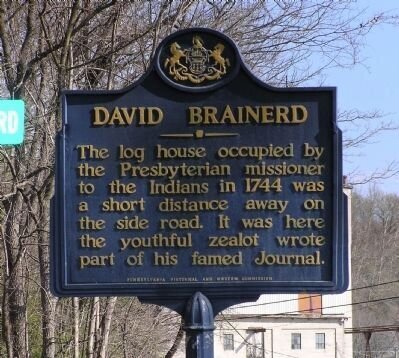 DAVID BRAINERD
The log house occupied by
the Presbyterian missioner
to the Indians in 1744 was
a short distance away on
the side road. It was here
the youthful zealot wrote
part of his famed Journal.
PENNSYLVANIA HISTORICAL AND MUSEUM COMMISSION
RD